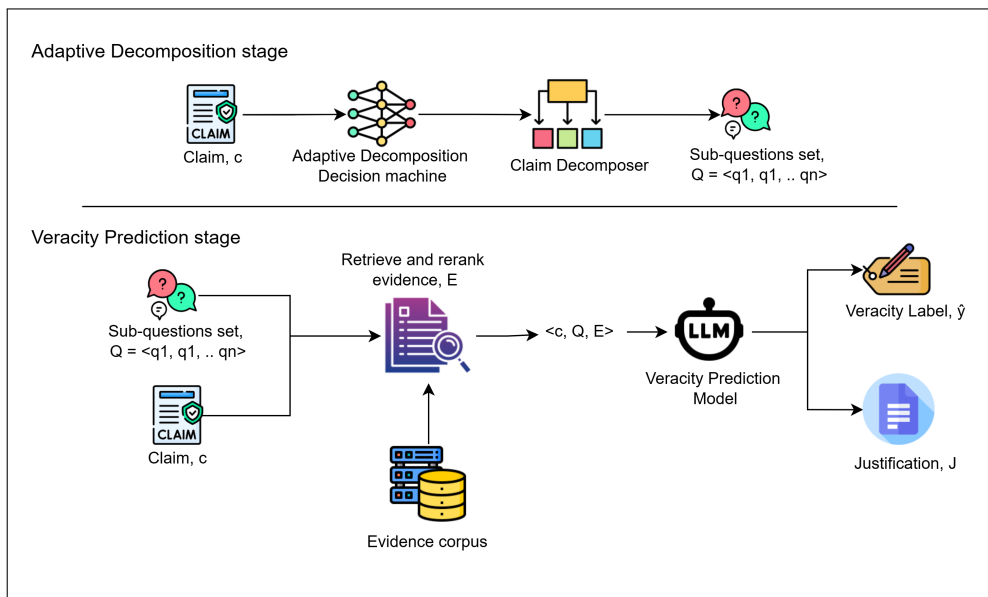 Adaptive Decomposition stage
CLAIM
Claim, c
Adaptive Decomposition
Decision machine
Claim Decomposer
? ?
Sub-questions set,
Q = <q1, q1, .. qn>
Veracity Prediction stage
? ?
Sub-questions set,
Q = <q1, q1, .. qn>
CLAIM
Claim, c
Retrieve and rerank
evidence, E
Evidence corpus
<c, Q, E>
LLM
Veracity Prediction
Model
Veracity Label, ŷ
Justification, J